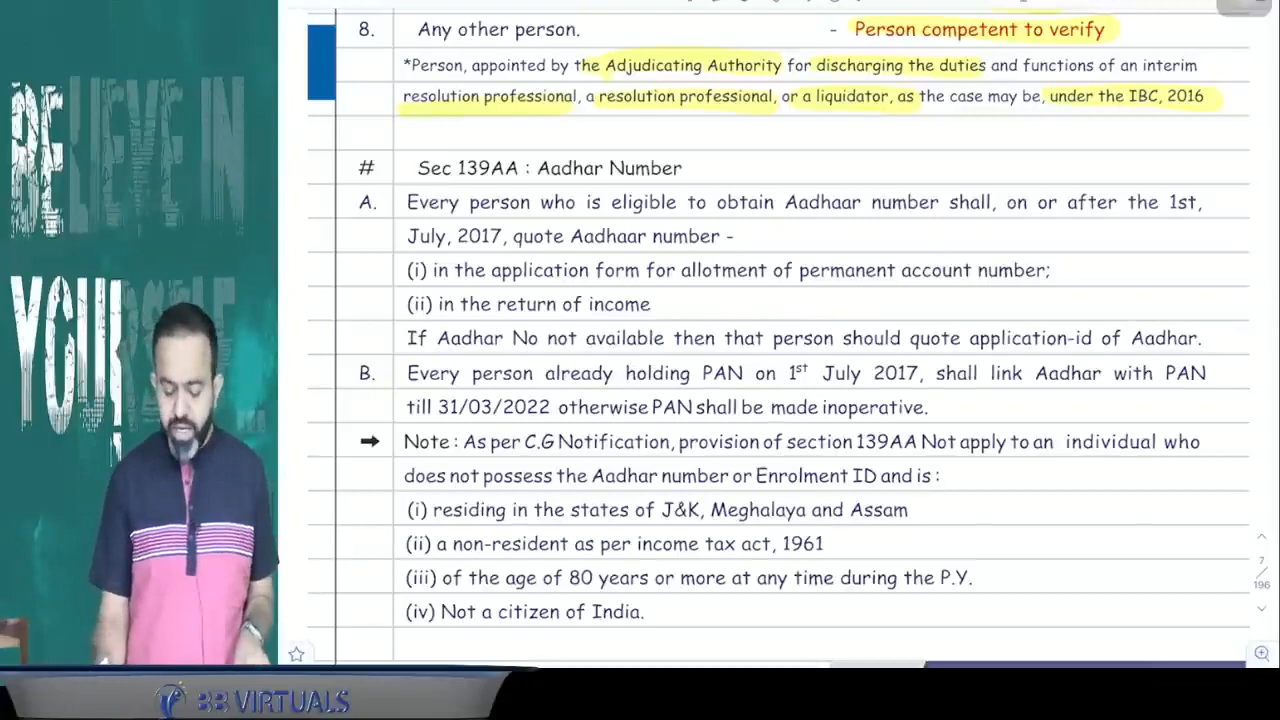 BELIEVE IN
YOURSELF
8. Any other person. - Person competent to verify
*Person, appointed by the Adjudicating Authority for discharging the duties and functions of an interim
resolution professional, a resolution professional, or a liquidator, as the case may be, under the IBC, 2016
# Sec 139AA : Aadhar Number
A. Every person who is eligible to obtain Aadhaar number shall, on or after the 1st,
July, 2017, quote Aadhaar number -
(i) in the application form for allotment of permanent account number;
(ii) in the return of income
If Aadhar No not available then that person should quote application-id of Aadhar.
B. Every person already holding PAN on 1st July 2017, shall link Aadhar with PAN
till 31/03/2022 otherwise PAN shall be made inoperative.
➡ Note : As per C.G Notification, provision of section 139AA Not apply to an individual who
does not possess the Aadhar number or Enrolment ID and is :
(i) residing in the states of J&K, Meghalaya and Assam
(ii) a non-resident as per income tax act, 1961
(iii) of the age of 80 years or more at any time during the P.Y.
(iv) Not a citizen of India.
7
196
BB VIRTUALS